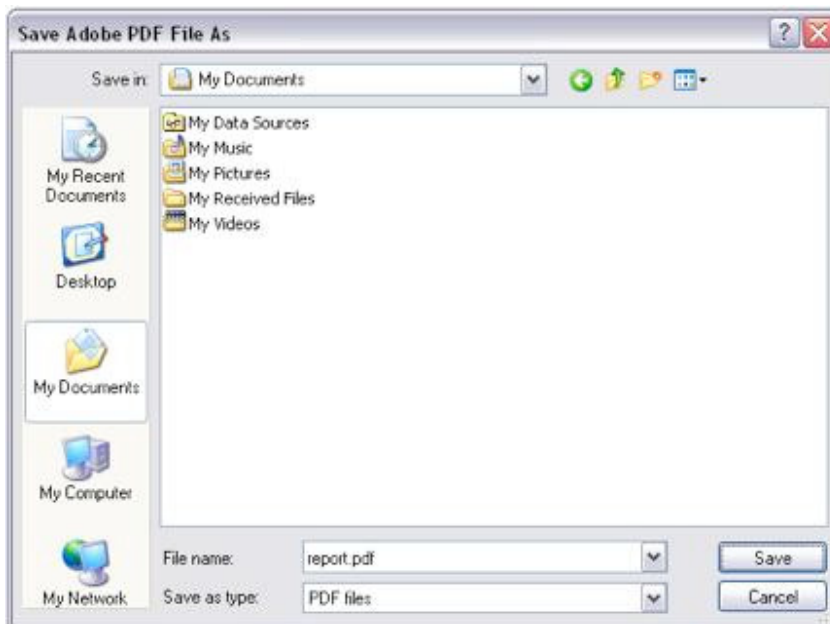 Save Adobe PDF File As
Save in:
My Documents
My Data Sources
My Music
My Pictures
My Received Files
My Videos
My Recent
Documents
Desktop
My Documents
My Computer
My Network
File name:
report.pdf
Save
Save as type:
PDF files
Cancel